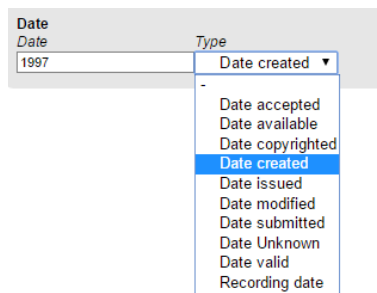 Date
Date Type
1997 Date created ▼
-
Date accepted
Date available
Date copyrighted
Date created
Date issued
Date modified
Date submitted
Date Unknown
Date valid
Recording date